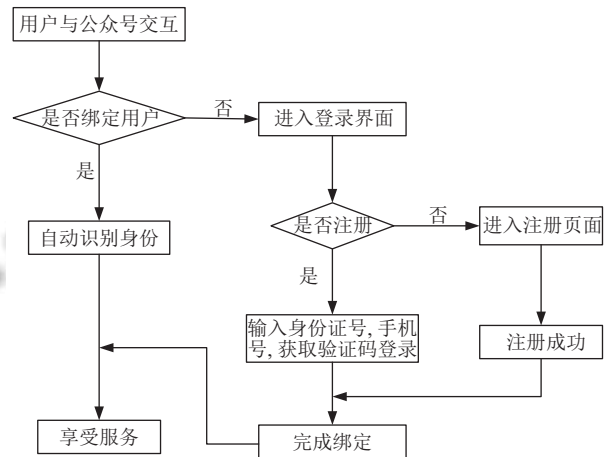 用户与公众号交互
是否绑定用户
否
进入登录界面
是
是否注册
否
进入注册页面
自动识别身份
是
输入身份证号, 手机
号, 获取验证码登录
注册成功
享受服务
完成绑定